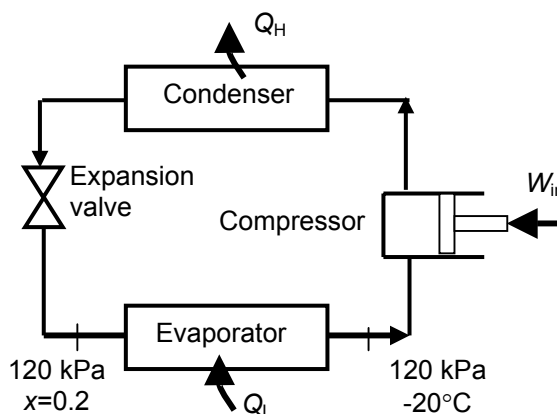 Q_H
Condenser
Expansion
valve
Compressor
W_in
Evaporator
120 kPa
x=0.2
Q_L
120 kPa
-20°C